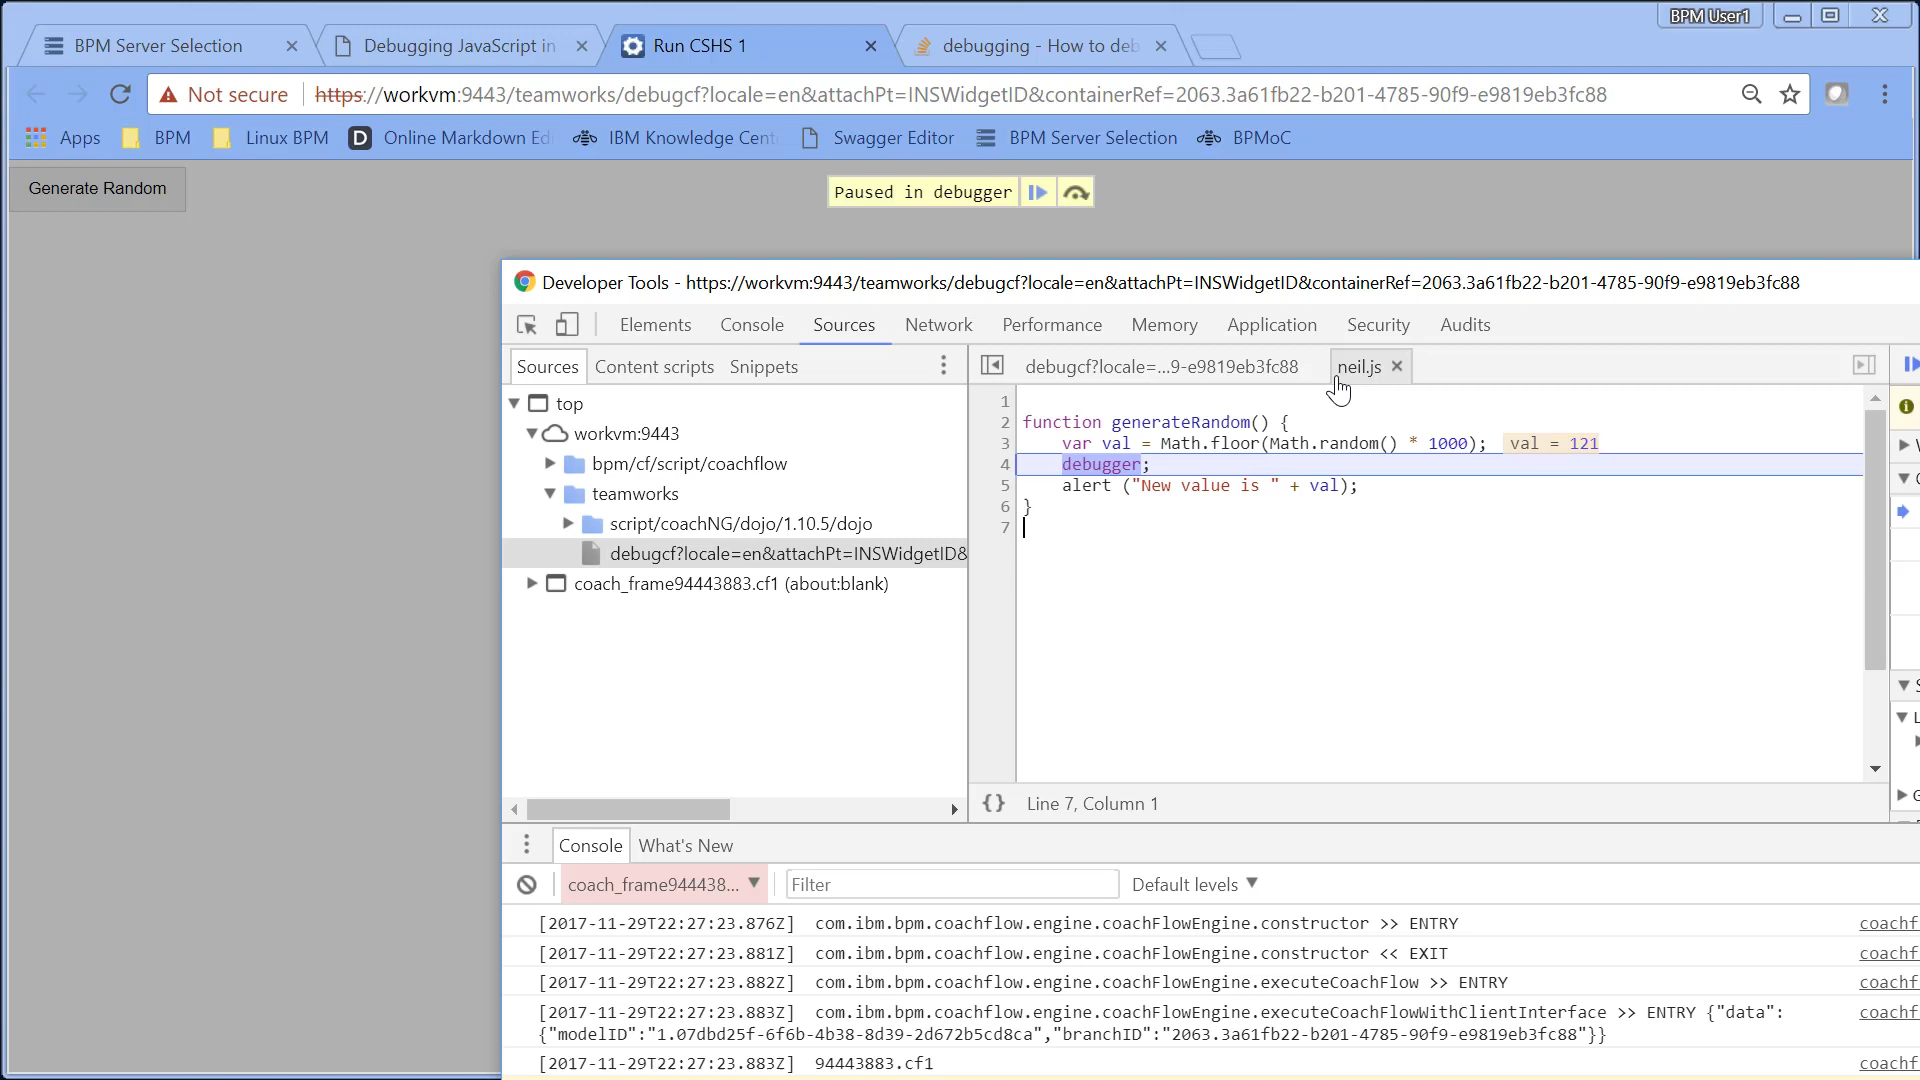 BPM User1
BPM Server Selection
Debugging JavaScript in
Run CSHS 1
debugging - How to deb
Not secure
https://workvm:9443/teamworks/debugcf?locale=en&attachPt=INSWidgetID&containerRef=2063.3a61fb22-b201-4785-90f9-e9819eb3fc88
Apps
BPM
Linux BPM
Online Markdown Edi
IBM Knowledge Cente
Swagger Editor
BPM Server Selection
BPMoC
Generate Random
Paused in debugger
Developer Tools - https://workvm:9443/teamworks/debugcf?locale=en&attachPt=INSWidgetID&containerRef=2063.3a61fb22-b201-4785-90f9-e9819eb3fc88
Elements Console Sources Network Performance Memory Application Security Audits
Sources Content scripts Snippets
debugcf?locale=...9-e9819eb3fc88
neil.js
top
workvm:9443
bpm/cf/script/coachflow
teamworks
script/coachNG/dojo/1.10.5/dojo
debugcf?locale=en&attachPt=INSWidgetID&
coach_frame94443883.cf1 (about:blank)
1
2 function generateRandom() {
3 var val = Math.floor(Math.random() * 1000); val = 121
4 debugger;
5 alert ("New value is " + val);
6 }
7
{} Line 7, Column 1
Console What's New
coach_frame944438...
Filter
Default levels
[2017-11-29T22:27:23.876Z] com.ibm.bpm.coachflow.engine.coachFlowEngine.constructor >> ENTRY coachf
[2017-11-29T22:27:23.881Z] com.ibm.bpm.coachflow.engine.coachFlowEngine.constructor << EXIT coachf
[2017-11-29T22:27:23.882Z] com.ibm.bpm.coachflow.engine.coachFlowEngine.executeCoachFlow >> ENTRY coachf
[2017-11-29T22:27:23.883Z] com.ibm.bpm.coachflow.engine.coachFlowEngine.executeCoachFlowWithClientInterface >> ENTRY {"data": coachf
{"modelID":"1.07dbd25f-6f6b-4b38-8d39-2d672b5cd8ca","branchID":"2063.3a61fb22-b201-4785-90f9-e9819eb3fc88"}}
[2017-11-29T22:27:23.883Z] 94443883.cf1 coachf